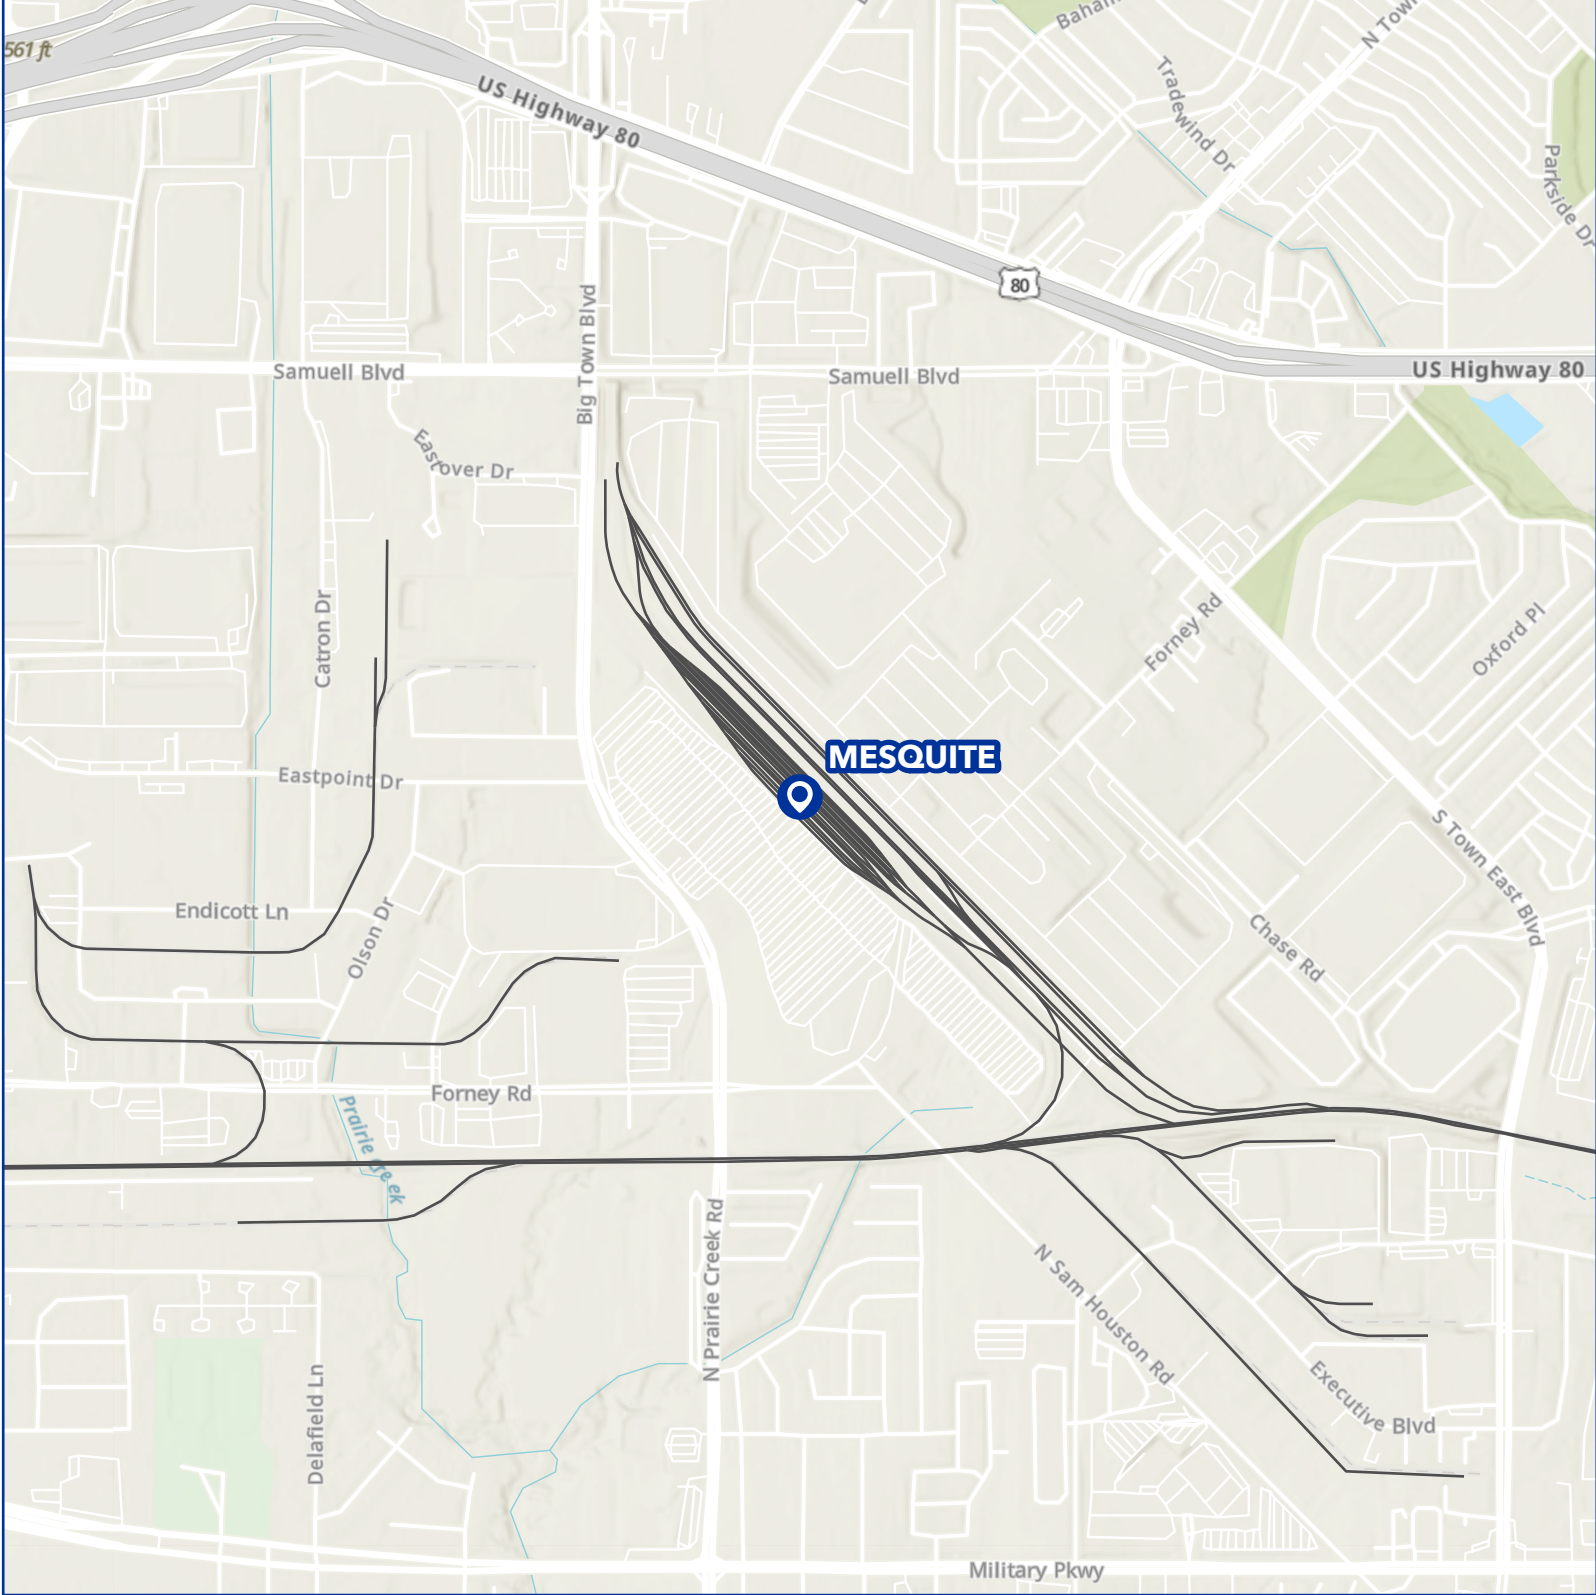 Baham
N Town
561 ft
US Highway 80
Tradewind Dr
Parkside Dr
80
Big Town Blvd
Samuell Blvd
Samuell Blvd
US Highway 80
Eastover Dr
Catron Dr
Forney Rd
Oxford Pl
MESQUITE
Eastpoint Dr
S Town East Blvd
Endicott Ln
Olson Dr
Chase Rd
Forney Rd
Prairie Creek
N Prairie Creek Rd
N Sam Houston Rd
Delafield Ln
Executive Blvd
Military Pkwy